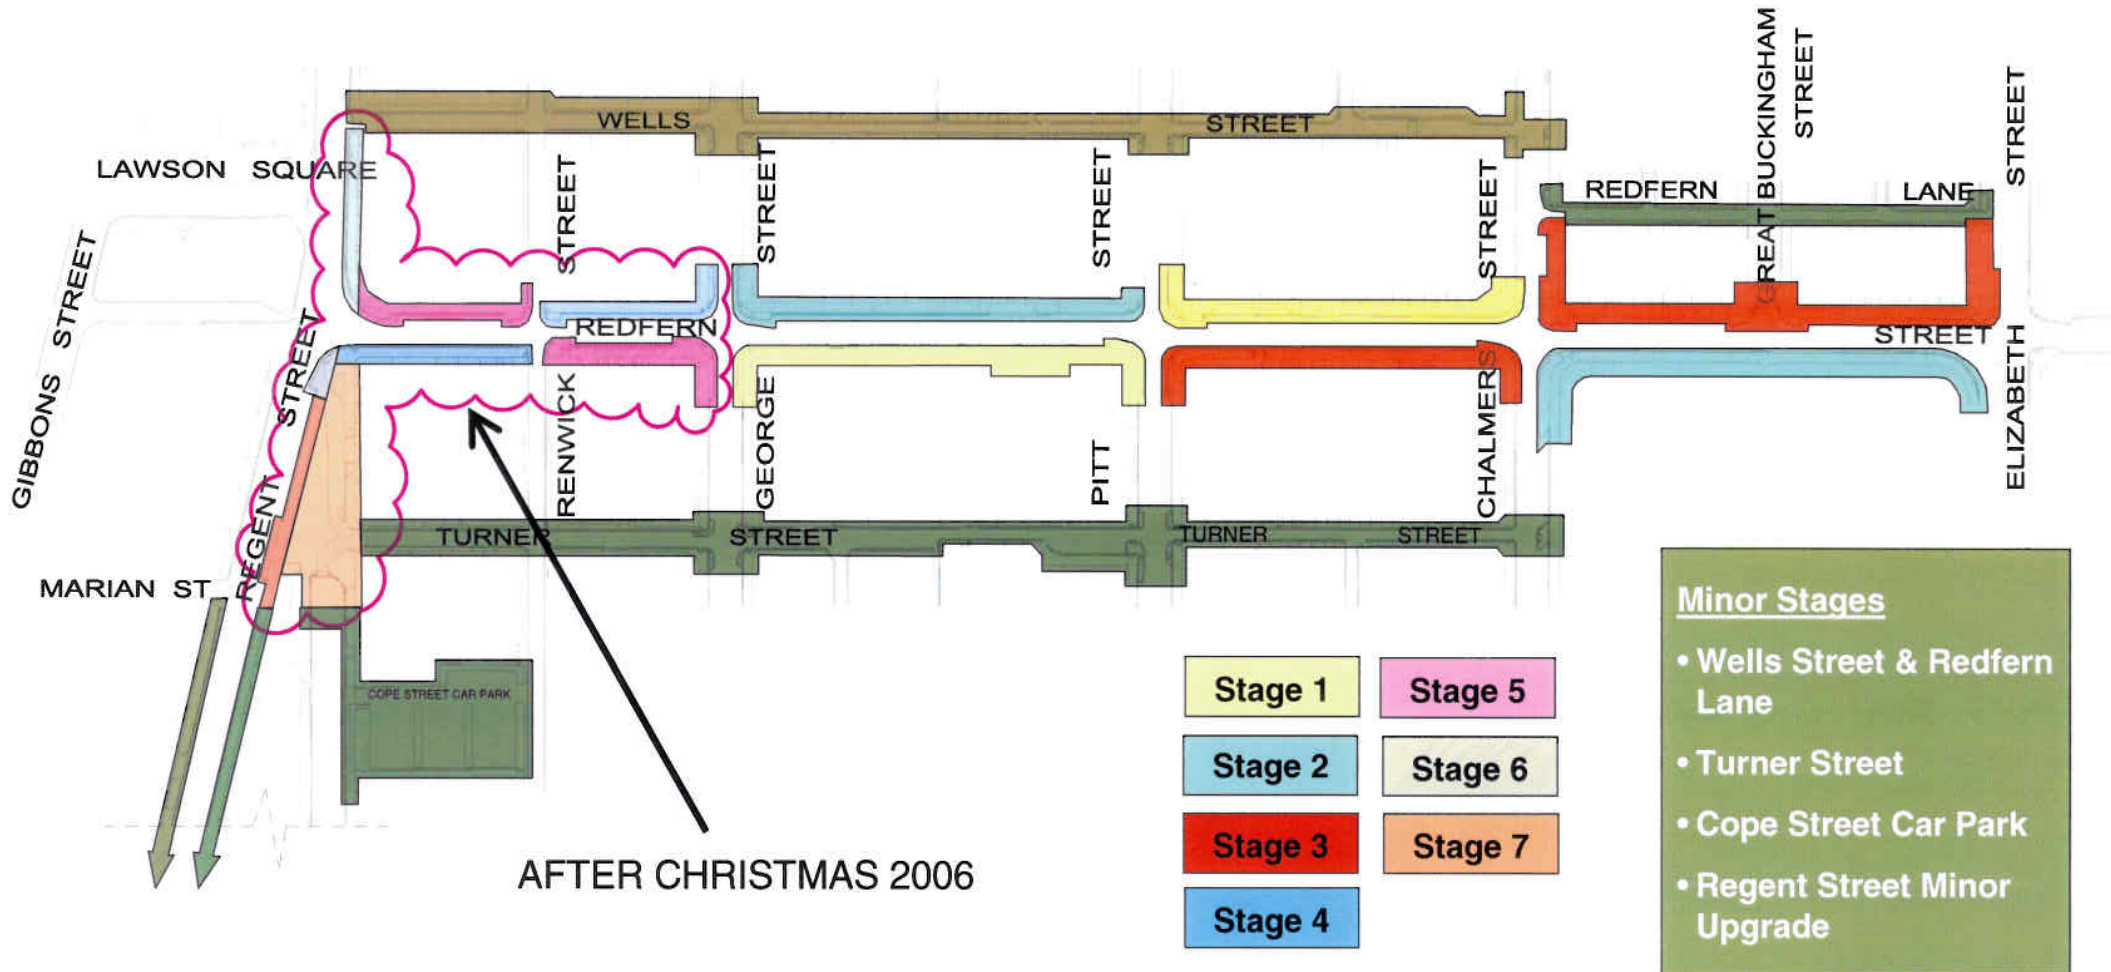 GREAT BUCKINGHAM
STREET
STREET
WELLS
STREET
LAWSON SQUARE
STREET
STREET
STREET
STREET
REDFERN
LANE
GIBBONS STREET
REDFERN
STREET
REGENT STREET
RENWICK
GEORGE
PITT
CHALMERS
ELIZABETH
TURNER
STREET
TURNER
STREET
MARIAN ST
COPE STREET CAR PARK
AFTER CHRISTMAS 2006
Stage 1
Stage 5
Stage 2
Stage 6
Stage 3
Stage 7
Stage 4
Minor Stages
• Wells Street & Redfern
Lane
• Turner Street
• Cope Street Car Park
• Regent Street Minor
Upgrade